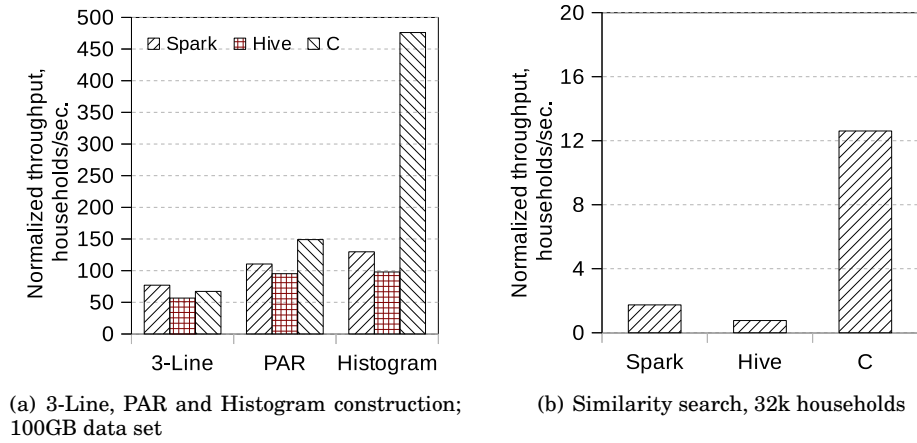 Normalized throughput,
households/sec.
500
450
400
350
300
250
200
150
100
50
0
Spark Hive C
3-Line PAR Histogram
(a) 3-Line, PAR and Histogram construction;
100GB data set
Normalized throughput,
households/sec.
20
16
12
8
4
0
Spark Hive C
(b) Similarity search, 32k households